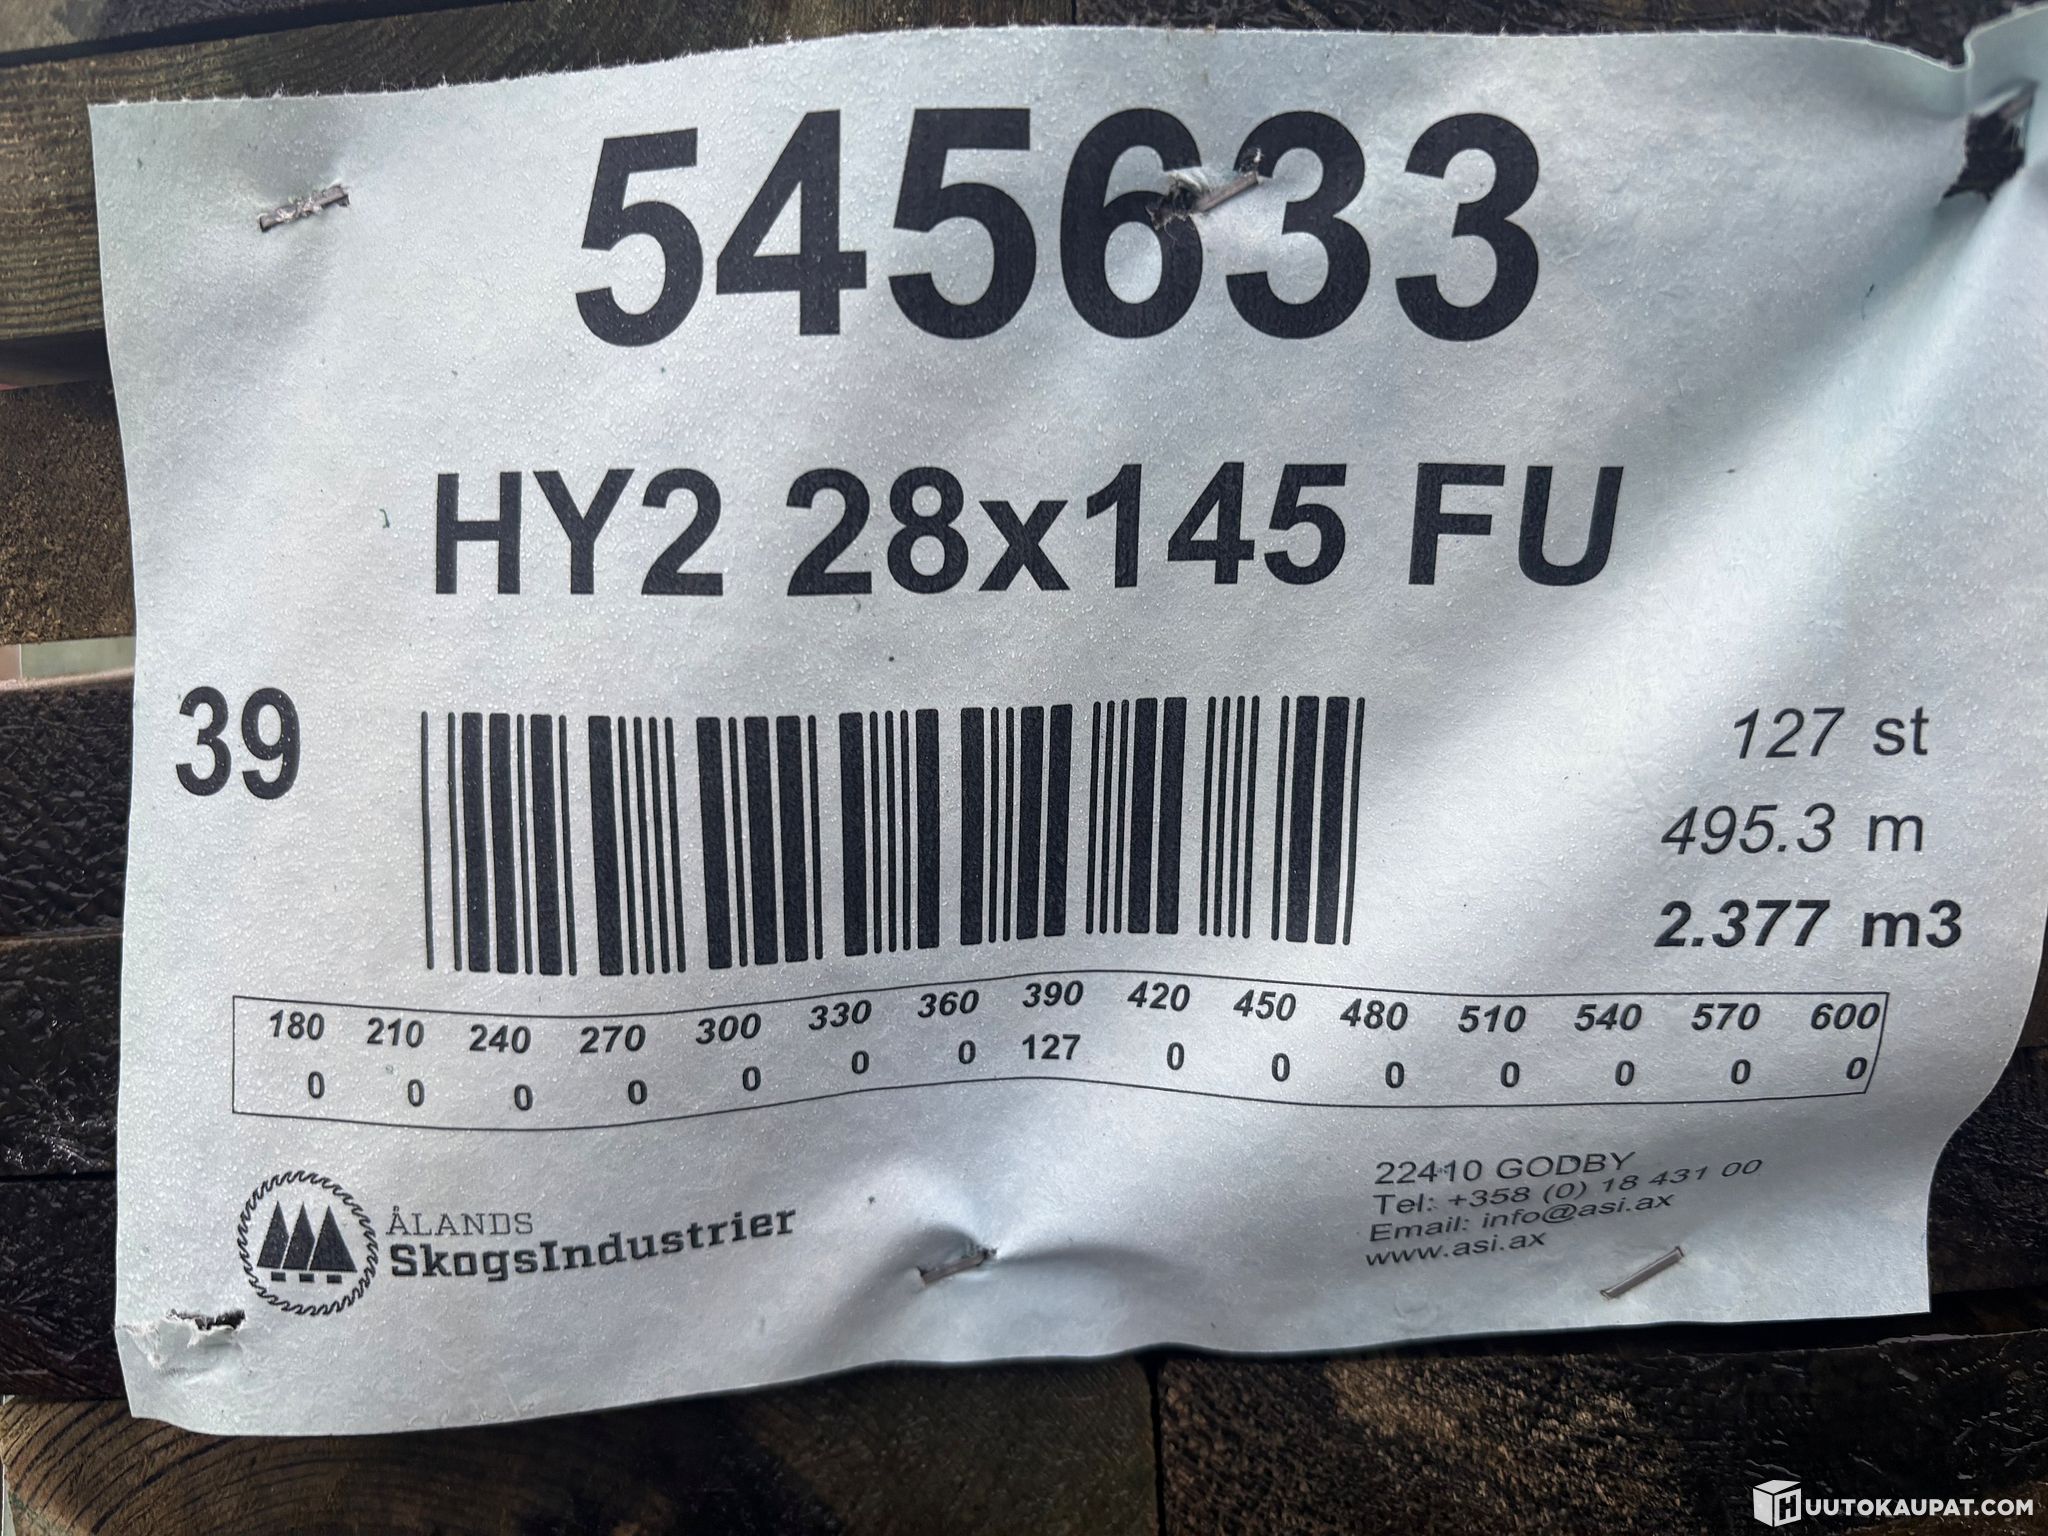 545633
HY2 28x145 FU
39
127 st
495.3 m
2.377 m3
180 210 240 270 300 330 360 390 420 450 480 510 540 570 600
0 0 0 0 0 0 0 127 0 0 0 0 0 0 0
ÅLANDS
SkogsIndustrier
22410 GODBY
Tel: +358 (0) 18 431 00
Email: info@asi.ax
www.asi.ax
HUUTOKAUPAT.COM